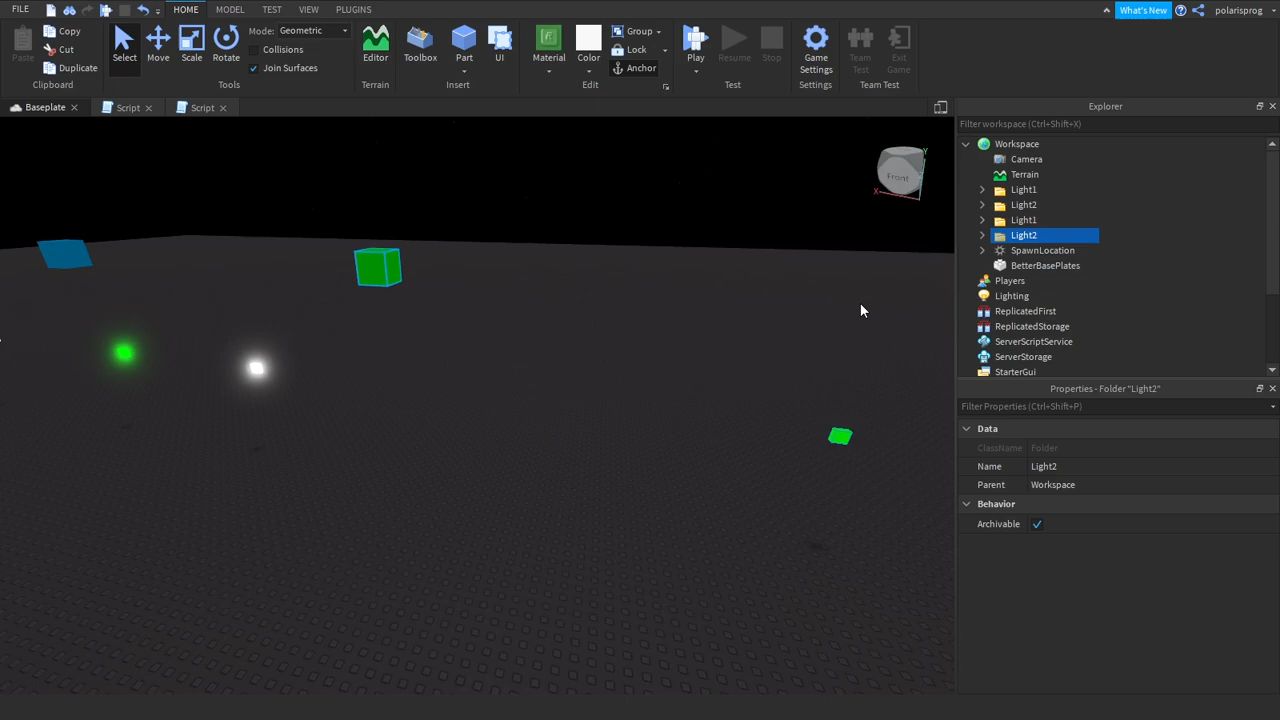 FILE HOME MODEL TEST VIEW PLUGINS What's New polarisprog
Paste Copy Cut Duplicate Clipboard
Select Move Scale Rotate Mode: Geometric Collisions Join Surfaces Tools
Editor Terrain
Toolbox Part UI Insert
Material Color Group Lock Anchor Edit
Play Resume Stop Test
Game Settings Settings
Team Test Exit Game Team Test
Baseplate Script Script
Front
X
Y
Explorer
Filter workspace (Ctrl+Shift+X)
Workspace
Camera
Terrain
Light1
Light2
Light1
Light2
SpawnLocation
BetterBasePlates
Players
Lighting
ReplicatedFirst
ReplicatedStorage
ServerScriptService
ServerStorage
StarterGui
Properties - Folder "Light2"
Filter Properties (Ctrl+Shift+P)
Data
ClassName Folder
Name Light2
Parent Workspace
Behavior
Archivable